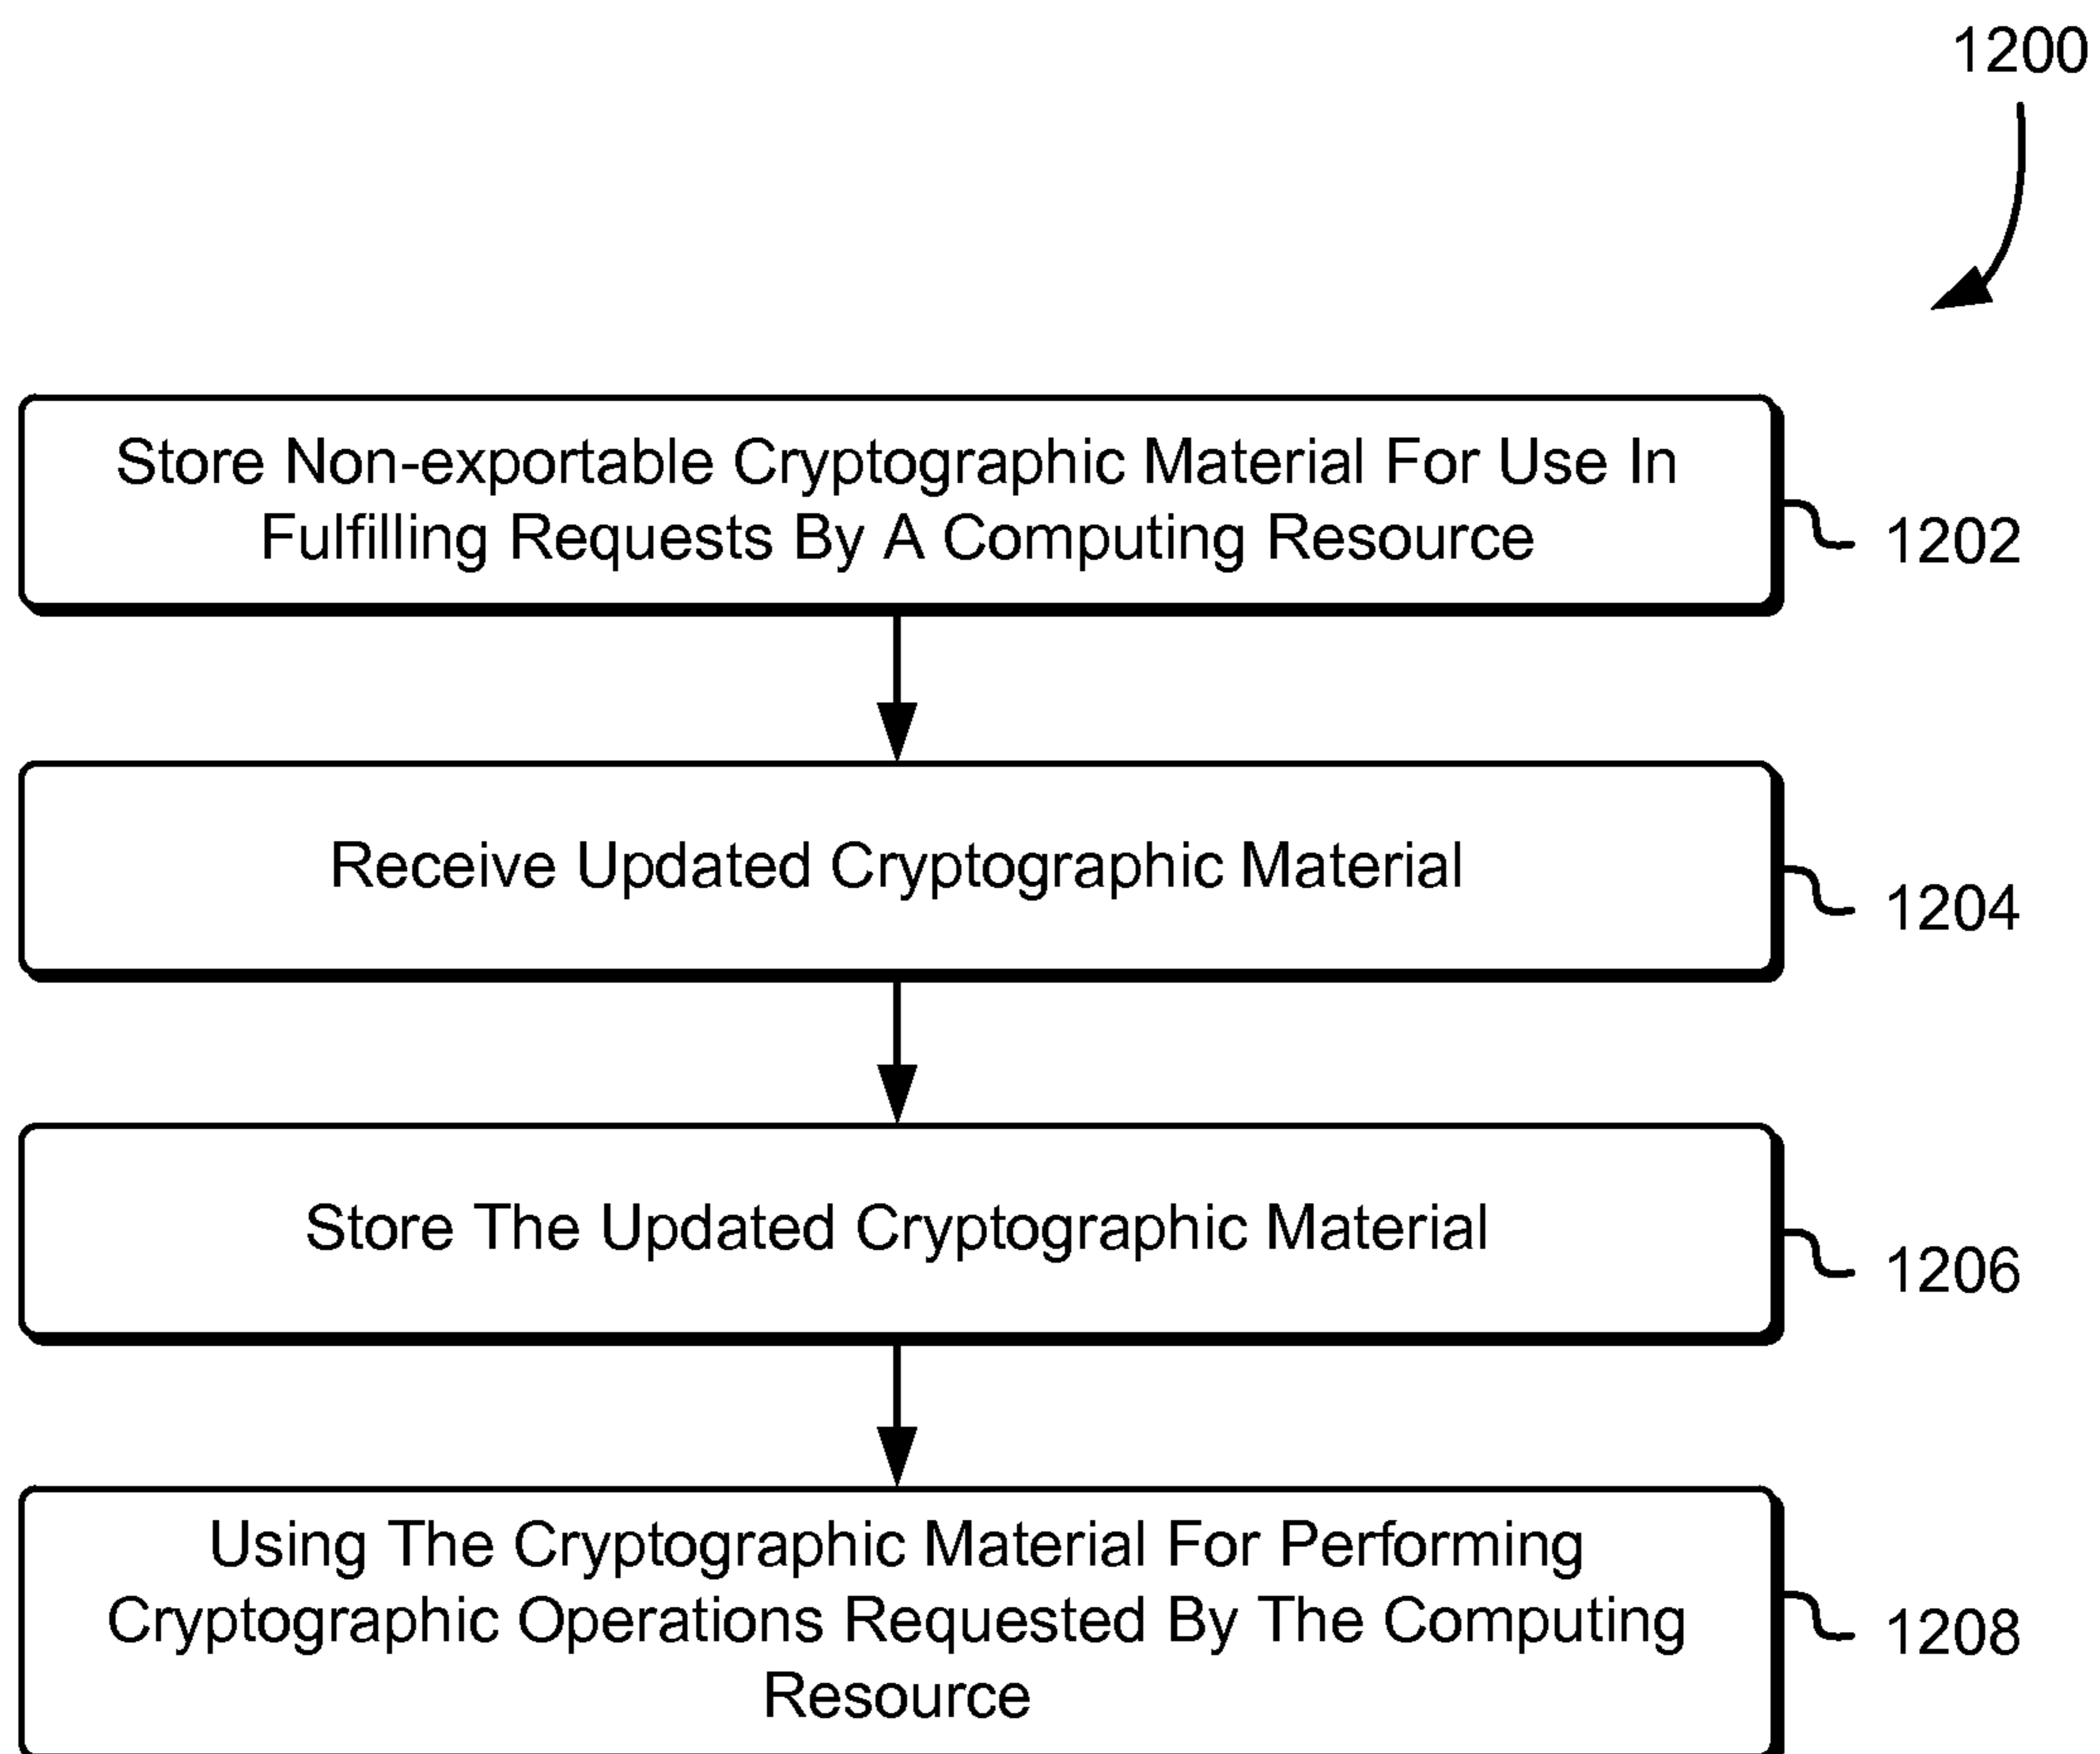 1200
Store Non-exportable Cryptographic Material For Use In
Fulfilling Requests By A Computing Resource
1202
Receive Updated Cryptographic Material
1204
Store The Updated Cryptographic Material
1206
Using The Cryptographic Material For Performing
Cryptographic Operations Requested By The Computing
Resource
1208